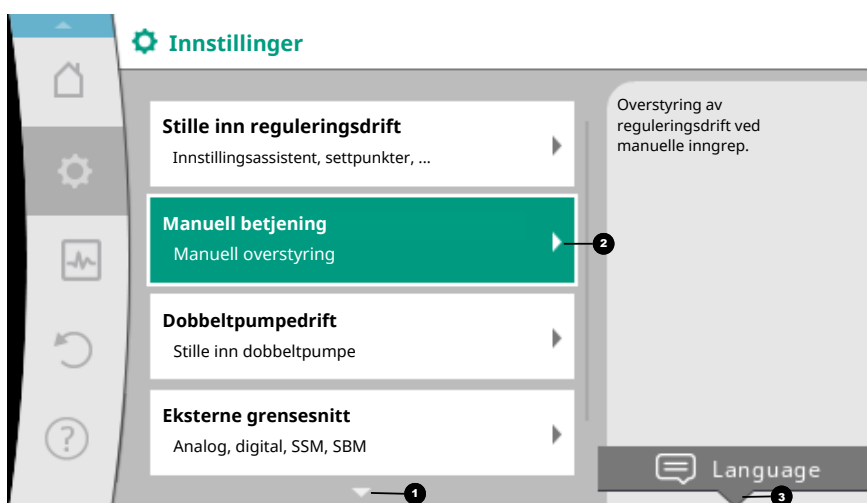 Innstillinger
Stille inn reguleringsdrift
Innstillingsassistent, settpunkter, ...
Manuell betjening
Manuell overstyring
2
Dobbeltpumpedrift
Stille inn dobbeltpumpe
Eksterne grensesnitt
Analog, digital, SSM, SBM
1
Overstyring av
reguleringsdrift ved
manuelle inngrep.
?
Language
3